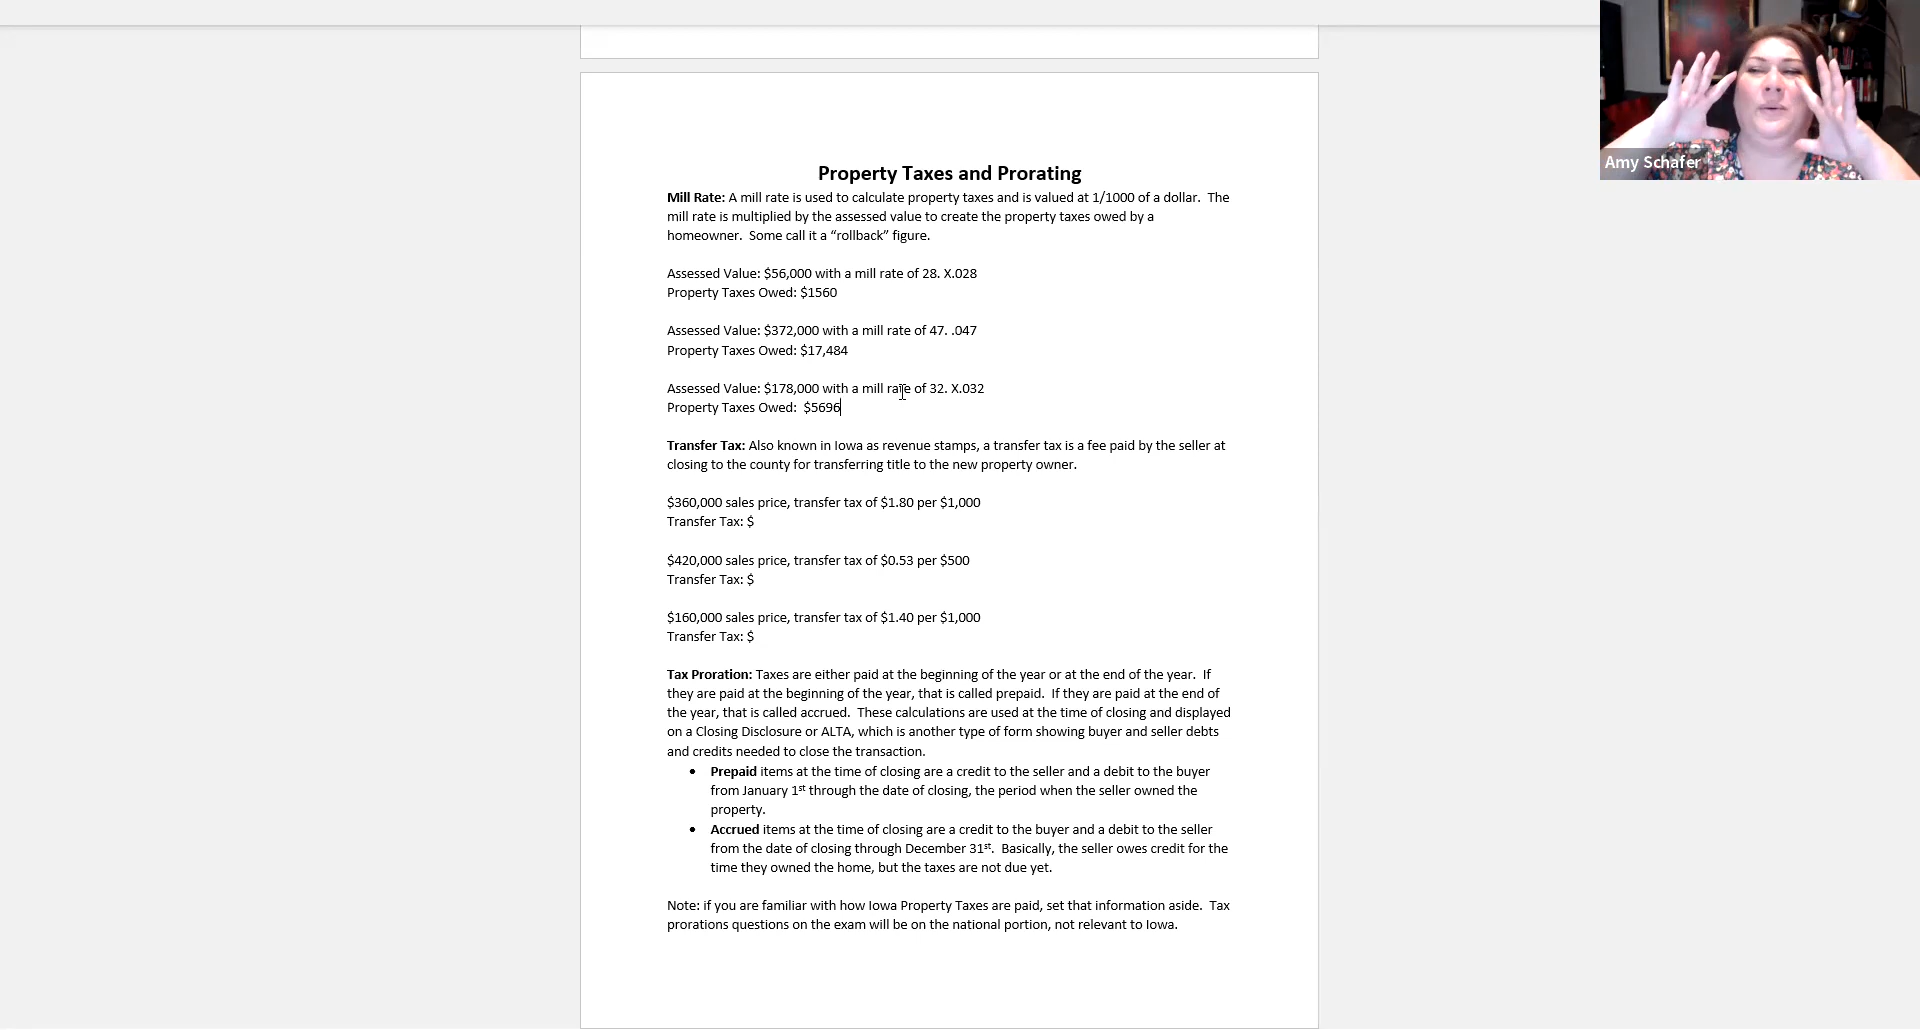 Amy Schafer
Property Taxes and Prorating
Mill Rate: A mill rate is used to calculate property taxes and is valued at 1/1000 of a dollar.  The
mill rate is multiplied by the assessed value to create the property taxes owed by a
homeowner.  Some call it a “rollback” figure.
Assessed Value: $56,000 with a mill rate of 28. X.028
Property Taxes Owed: $1560
Assessed Value: $372,000 with a mill rate of 47. .047
Property Taxes Owed: $17,484
Assessed Value: $178,000 with a mill rate of 32. X.032
Property Taxes Owed:  $5696
Transfer Tax: Also known in Iowa as revenue stamps, a transfer tax is a fee paid by the seller at
closing to the county for transferring title to the new property owner.
$360,000 sales price, transfer tax of $1.80 per $1,000
Transfer Tax: $
$420,000 sales price, transfer tax of $0.53 per $500
Transfer Tax: $
$160,000 sales price, transfer tax of $1.40 per $1,000
Transfer Tax: $
Tax Proration: Taxes are either paid at the beginning of the year or at the end of the year.  If
they are paid at the beginning of the year, that is called prepaid.  If they are paid at the end of
the year, that is called accrued.  These calculations are used at the time of closing and displayed
on a Closing Disclosure or ALTA, which is another type of form showing buyer and seller debts
and credits needed to close the transaction.
• Prepaid items at the time of closing are a credit to the seller and a debit to the buyer
from January 1st through the date of closing, the period when the seller owned the
property.
• Accrued items at the time of closing are a credit to the buyer and a debit to the seller
from the date of closing through December 31st.  Basically, the seller owes credit for the
time they owned the home, but the taxes are not due yet.
Note: if you are familiar with how Iowa Property Taxes are paid, set that information aside.  Tax
prorations questions on the exam will be on the national portion, not relevant to Iowa.